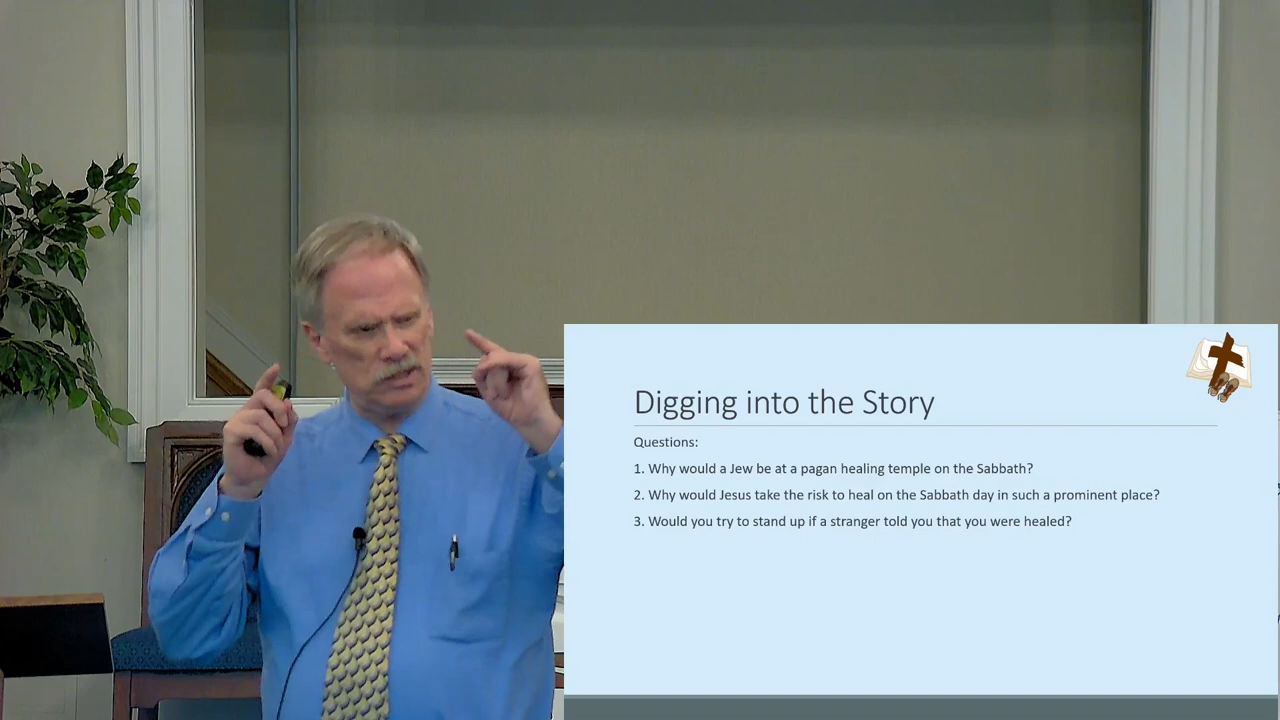 Digging into the Story
Questions:
1. Why would a Jew be at a pagan healing temple on the Sabbath?
2. Why would Jesus take the risk to heal on the Sabbath day in such a prominent place?
3. Would you try to stand up if a stranger told you that you were healed?